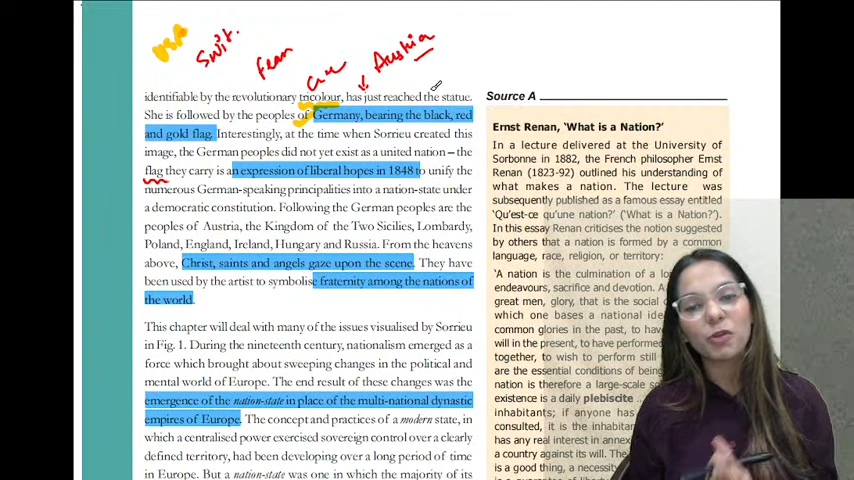 USA
Swit.
Fran
Austria
identifiable by the revolutionary tricolour, has just reached the statue.
She is followed by the peoples of Germany, bearing the black, red
and gold flag. Interestingly, at the time when Sorrieu created this
image, the German peoples did not yet exist as a united nation – the
flag they carry is an expression of liberal hopes in 1848 to unify the
numerous German-speaking principalities into a nation-state under
a democratic constitution. Following the German peoples are the
peoples of Austria, the Kingdom of the Two Sicilies, Lombardy,
Poland, England, Ireland, Hungary and Russia. From the heavens
above, Christ, saints and angels gaze upon the scene. They have
been used by the artist to symbolise fraternity among the nations of
the world.
This chapter will deal with many of the issues visualised by Sorrieu
in Fig. 1. During the nineteenth century, nationalism emerged as a
force which brought about sweeping changes in the political and
mental world of Europe. The end result of these changes was the
emergence of the nation-state in place of the multi-national dynastic
empires of Europe. The concept and practices of a modern state, in
which a centralised power exercised sovereign control over a clearly
defined territory, had been developing over a long period of time
in Europe. But a nation-state was one in which the majority of its
Source A
Ernst Renan, ‘What is a Nation?’
In a lecture delivered at the University of
Sorbonne in 1882, the French philosopher Ernst
Renan (1823-92) outlined his understanding of
what makes a nation. The lecture was
subsequently published as a famous essay entitled
‘Qu’est-ce qu’une nation?’ (‘What is a Nation?’).
In this essay Renan criticises the notion suggested
by others that a nation is formed by a common
language, race, religion, or territory:
‘A nation is the culmination of a lo
endeavours, sacrifice and devotion. A
great men, glory, that is the social c
which one bases a national ide
common glories in the past, to hav
will in the present, to have performed
together, to wish to perform still
are the essential conditions of being
nation is therefore a large-scale s
existence is a daily plebiscite
inhabitants; if anyone has
consulted, it is the inhabita
has any real interest in annex
a country against its will. The
is a good thing, a necessity